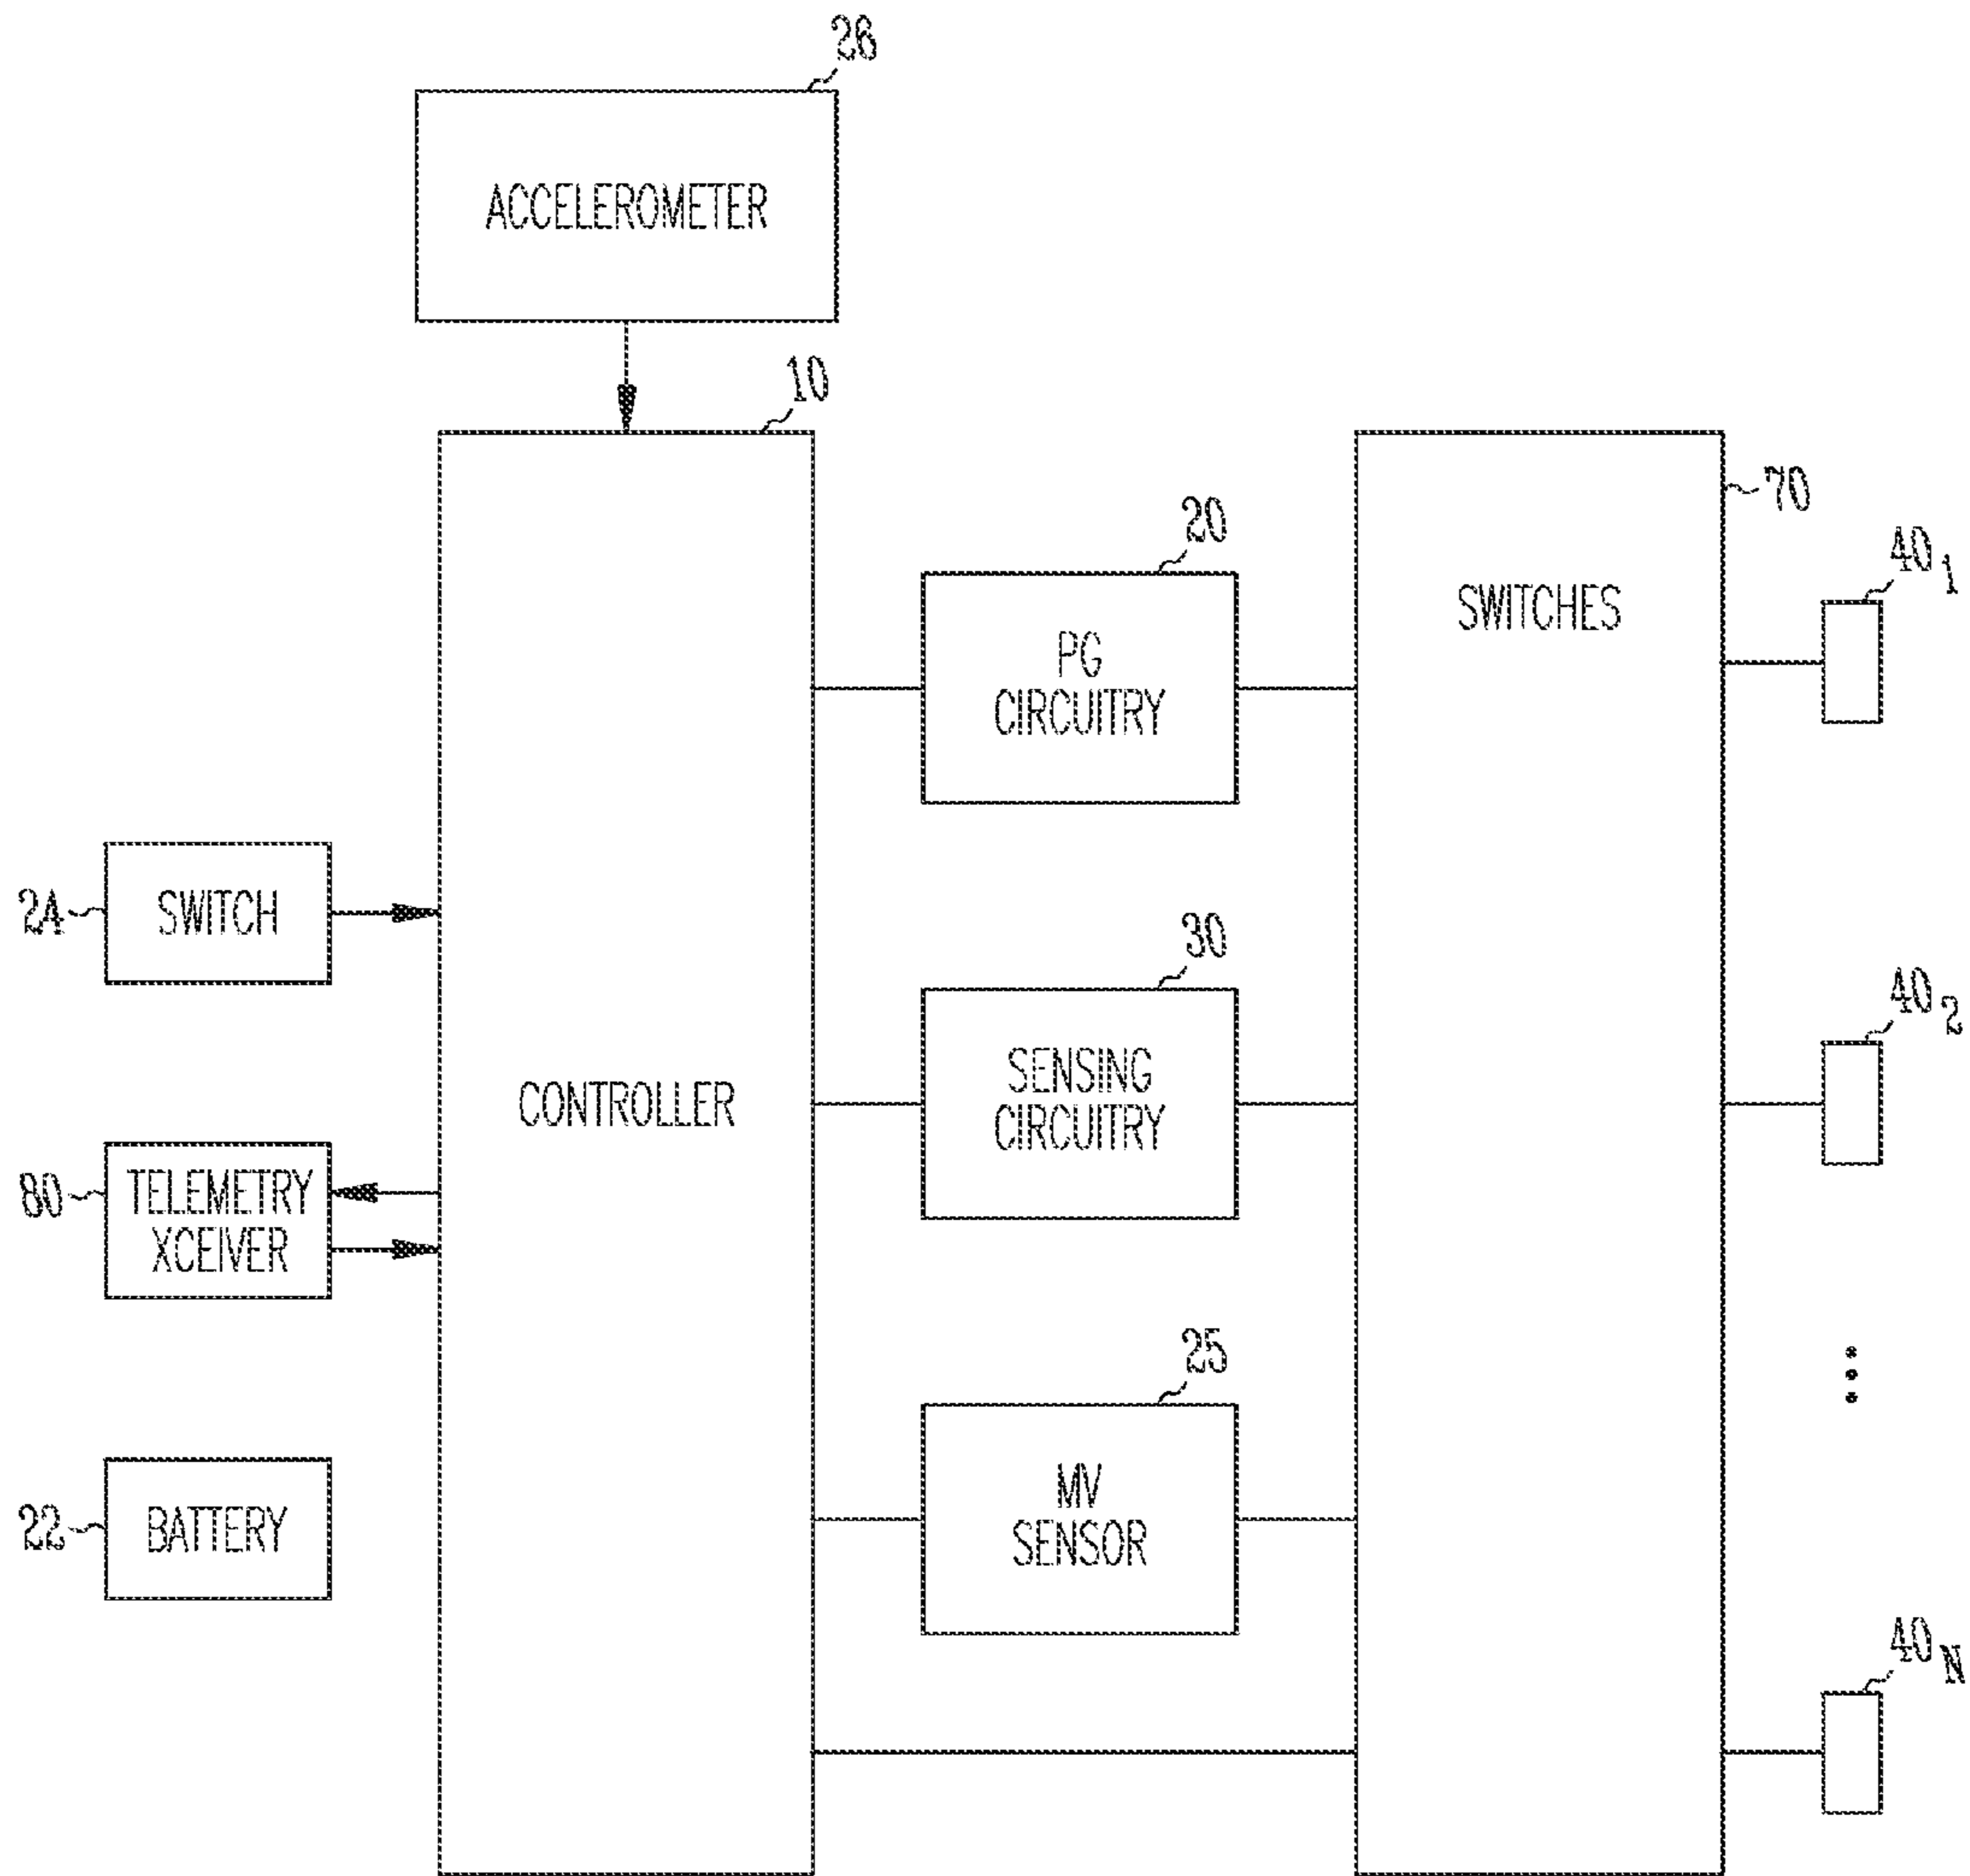 26
ACCELEROMETER
10
CONTROLLER
20
PG
CIRCUITRY
SWITCHES
70
40 1
24
SWITCH
30
SENSING
CIRCUITRY
40 2
80
TELEMETRY
XCEIVER
25
MV
SENSOR
22
BATTERY
40 N